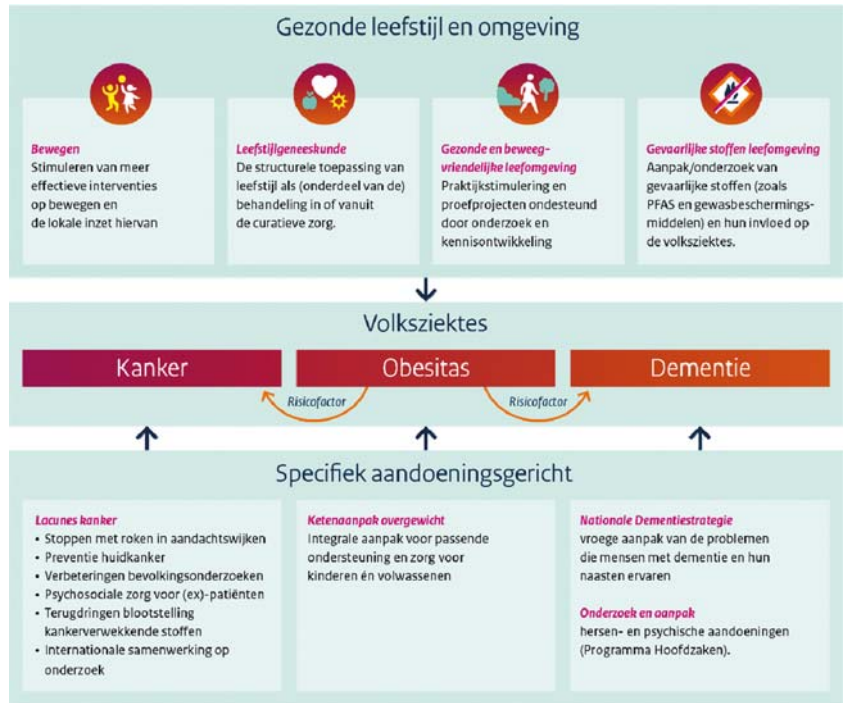 Gezonde leefstijl en omgeving
Bewegen
Stimuleren van meer
effectieve interventies
op bewegen en
de lokale inzet hiervan
Leefstijlgeneeskunde
De structurele toepassing van
leefstijl als (onderdeel van de)
behandeling in of vanuit
de curatieve zorg.
Gezonde en beweeg-
vriendelijke leefomgeving
Praktijkstimulering en
proefprojecten ondesteund
door onderzoek en
kennisontwikkeling
Gevaarlijke stoffen leefomgeving
Aanpak/onderzoek van
gevaarlijke stoffen (zoals
PFAS en gewasbeschermings-
middelen) en hun invloed op
de volksziektes.
Volksziektes
Kanker
Obesitas
Dementie
Risicofactor
Risicofactor
Specifiek aandoeningsgericht
Lacunes kanker
• Stoppen met roken in aandachtswijken
• Preventie huidkanker
• Verbeteringen bevolkingsonderzoeken
• Psychosociale zorg voor (ex)-patiënten
• Terugdringen blootstelling
kankerverwekkende stoffen
• Internationale samenwerking op
onderzoek
Ketenaanpak overgewicht
Integrale aanpak voor passende
ondersteuning en zorg voor
kinderen én volwassenen
Nationale Dementiestrategie
vroege aanpak van de problemen
die mensen met dementie en hun
naasten ervaren
Onderzoek en aanpak
hersen- en psychische aandoeningen
(Programma Hoofdzaken).